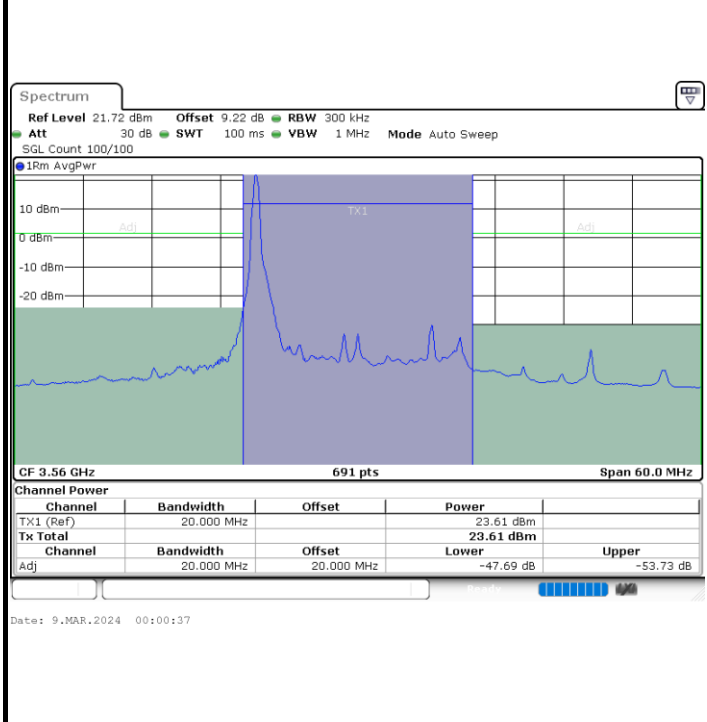 Spectrum
Ref Level 21.72 dBm Offset 9.22 dB RBW 300 kHz
Att 30 dB SWT 100 ms VBW 1 MHz Mode Auto Sweep
SGL Count 100/100
1Rm AvgPwr
10 dBm
TX1
Adj Adj
0 dBm
-10 dBm
-20 dBm
CF 3.56 GHz 691 pts Span 60.0 MHz
Channel Power
Channel Bandwidth Offset Power
TX1 (Ref) 20.000 MHz 23.61 dBm
Tx Total 23.61 dBm
Channel Bandwidth Offset Lower Upper
Adj 20.000 MHz 20.000 MHz -47.69 dB -53.73 dB
Ready
Date: 9.MAR.2024 00:00:37